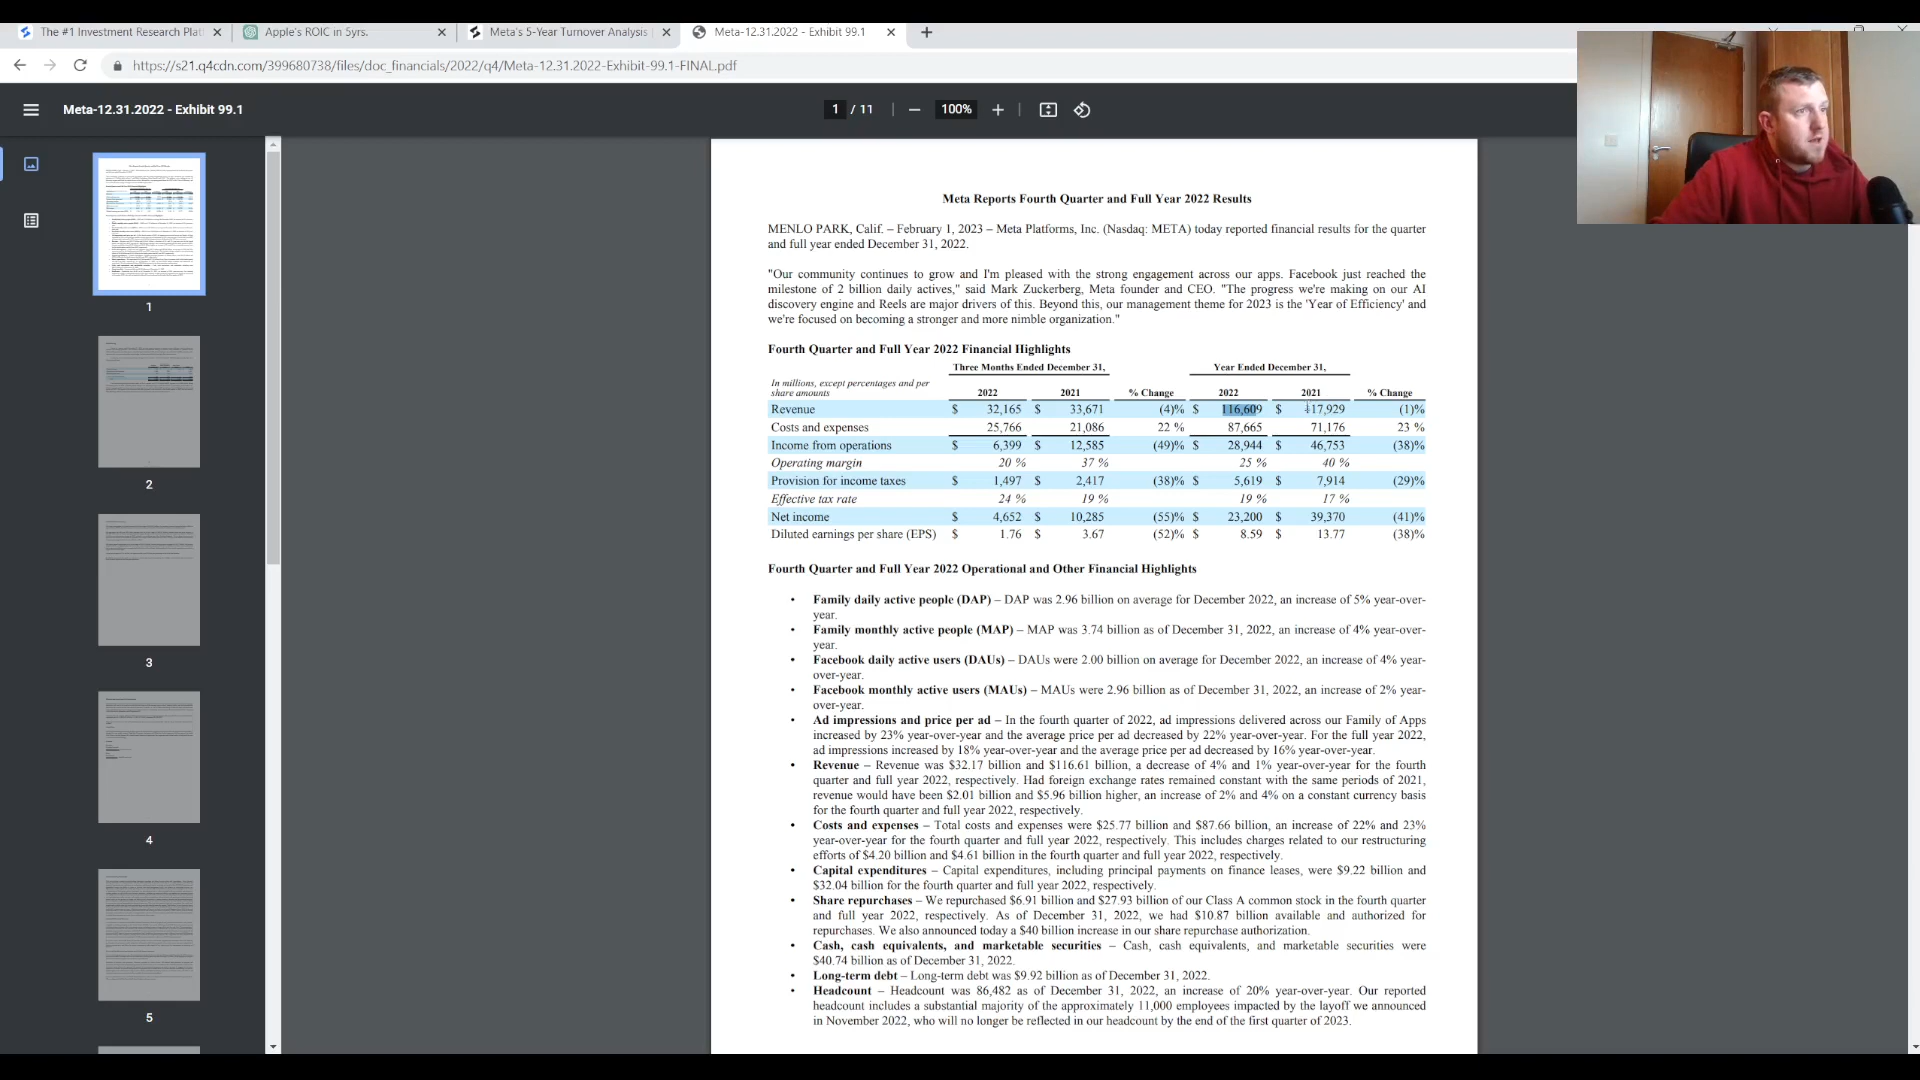 The #1 Investment Research Plat
Apple's ROIC in 5yrs.
Meta's 5-Year Turnover Analysis
Meta-12.31.2022 - Exhibit 99.1
https://s21.q4cdn.com/399680738/files/doc_financials/2022/q4/Meta-12.31.2022-Exhibit-99.1-FINAL.pdf
Meta-12.31.2022 - Exhibit 99.1
1 / 11
100%
1
2
3
4
5
Meta Reports Fourth Quarter and Full Year 2022 Results
MENLO PARK, Calif. – February 1, 2023 – Meta Platforms, Inc. (Nasdaq: META) today reported financial results for the quarter
and full year ended December 31, 2022.
"Our community continues to grow and I'm pleased with the strong engagement across our apps. Facebook just reached the
milestone of 2 billion daily actives," said Mark Zuckerberg, Meta founder and CEO. "The progress we're making on our AI
discovery engine and Reels are major drivers of this. Beyond this, our management theme for 2023 is the 'Year of Efficiency' and
we're focused on becoming a stronger and more nimble organization."
Fourth Quarter and Full Year 2022 Financial Highlights
Three Months Ended December 31, Year Ended December 31,
In millions, except percentages and per
share amounts 2022 2021 % Change 2022 2021 % Change
Revenue $ 32,165 $ 33,671 (4)% $ 116,609 $ 117,929 (1)%
Costs and expenses 25,766 21,086 22 % 87,665 71,176 23 %
Income from operations $ 6,399 $ 12,585 (49)% $ 28,944 $ 46,753 (38)%
Operating margin 20 % 37 % 25 % 40 %
Provision for income taxes $ 1,497 $ 2,417 (38)% $ 5,619 $ 7,914 (29)%
Effective tax rate 24 % 19 % 19 % 17 %
Net income $ 4,652 $ 10,285 (55)% $ 23,200 $ 39,370 (41)%
Diluted earnings per share (EPS) $ 1.76 $ 3.67 (52)% $ 8.59 $ 13.77 (38)%
Fourth Quarter and Full Year 2022 Operational and Other Financial Highlights
• Family daily active people (DAP) – DAP was 2.96 billion on average for December 2022, an increase of 5% year-over-
year.
• Family monthly active people (MAP) – MAP was 3.74 billion as of December 31, 2022, an increase of 4% year-over-
year.
• Facebook daily active users (DAUs) – DAUs were 2.00 billion on average for December 2022, an increase of 4% year-
over-year.
• Facebook monthly active users (MAUs) – MAUs were 2.96 billion as of December 31, 2022, an increase of 2% year-
over-year.
• Ad impressions and price per ad – In the fourth quarter of 2022, ad impressions delivered across our Family of Apps
increased by 23% year-over-year and the average price per ad decreased by 22% year-over-year. For the full year 2022,
ad impressions increased by 18% year-over-year and the average price per ad decreased by 16% year-over-year.
• Revenue – Revenue was $32.17 billion and $116.61 billion, a decrease of 4% and 1% year-over-year for the fourth
quarter and full year 2022, respectively. Had foreign exchange rates remained constant with the same periods of 2021,
revenue would have been $2.01 billion and $5.96 billion higher, an increase of 2% and 4% on a constant currency basis
for the fourth quarter and full year 2022, respectively.
• Costs and expenses – Total costs and expenses were $25.77 billion and $87.66 billion, an increase of 22% and 23%
year-over-year for the fourth quarter and full year 2022, respectively. This includes charges related to our restructuring
efforts of $4.20 billion and $4.61 billion in the fourth quarter and full year 2022, respectively.
• Capital expenditures – Capital expenditures, including principal payments on finance leases, were $9.22 billion and
$32.04 billion for the fourth quarter and full year 2022, respectively.
• Share repurchases – We repurchased $6.91 billion and $27.93 billion of our Class A common stock in the fourth quarter
and full year 2022, respectively. As of December 31, 2022, we had $10.87 billion available and authorized for
repurchases. We also announced today a $40 billion increase in our share repurchase authorization.
• Cash, cash equivalents, and marketable securities – Cash, cash equivalents, and marketable securities were
$40.74 billion as of December 31, 2022.
• Long-term debt – Long-term debt was $9.92 billion as of December 31, 2022.
• Headcount – Headcount was 86,482 as of December 31, 2022, an increase of 20% year-over-year. Our reported
headcount includes a substantial majority of the approximately 11,000 employees impacted by the layoff we announced
in November 2022, who will no longer be reflected in our headcount by the end of the first quarter of 2023.